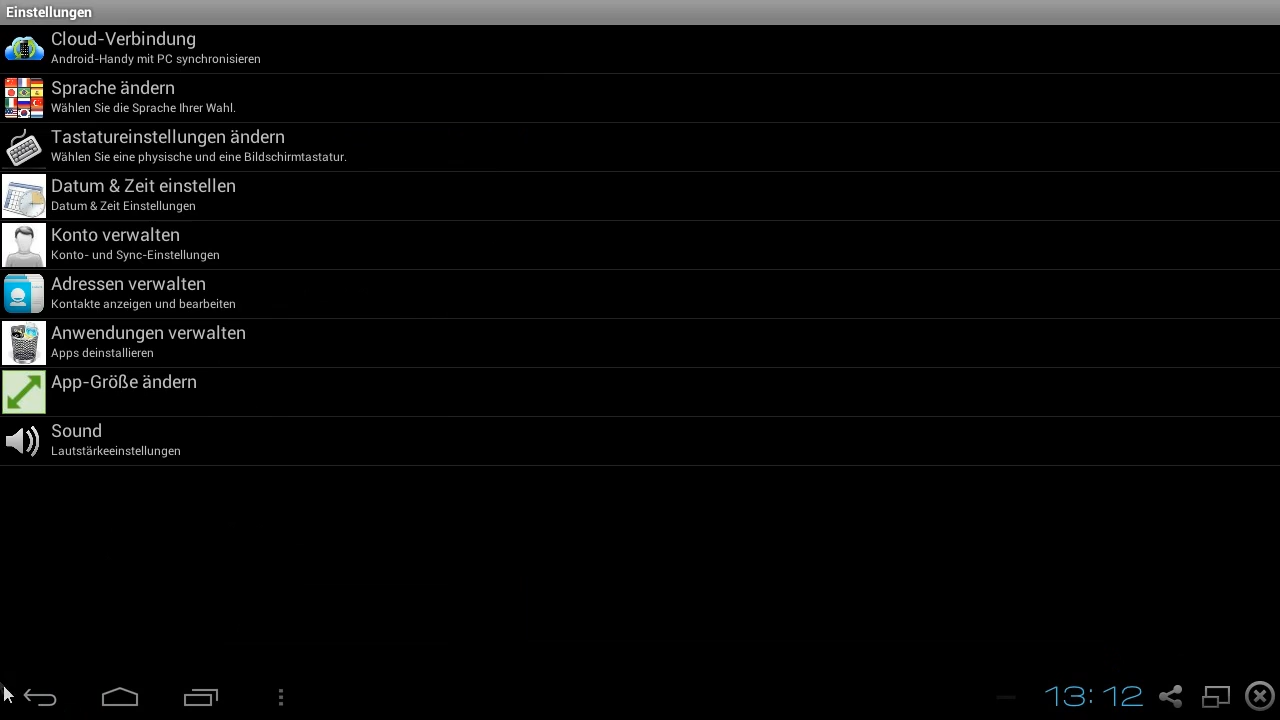 Einstellungen
Cloud-Verbindung
Android-Handy mit PC synchronisieren
Sprache ändern
Wählen Sie die Sprache Ihrer Wahl.
Tastatureinstellungen ändern
Wählen Sie eine physische und eine Bildschirmtastatur.
Datum & Zeit einstellen
Datum & Zeit Einstellungen
Konto verwalten
Konto- und Sync-Einstellungen
Adressen verwalten
Kontakte anzeigen und bearbeiten
Anwendungen verwalten
Apps deinstallieren
App-Größe ändern
Sound
Lautstärkeeinstellungen
13:12